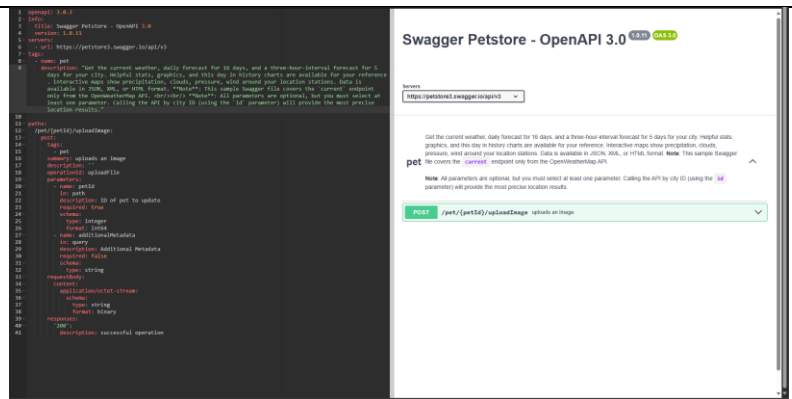 1 openapi: 3.0.3
2 info:
3 title: Swagger Petstore - OpenAPI 3.0
4 version: 1.0.11
5 servers:
6 - url: https://petstore3.swagger.io/api/v3
7 tags:
8 - name: pet
9 description: "Get the current weather, daily forecast for 16 days, and a three-hour-interval forecast for 5
days for your city. Helpful stats, graphics, and this day in history charts are available for your reference
. Interactive maps show precipitation, clouds, pressure, wind around your location stations. Data is
available in JSON, XML, or HTML format. **Note**: This sample Swagger file covers the `current` endpoint
only from the OpenWeatherMap API. <br/><br/> **Note**: All parameters are optional, but you must select at
least one parameter. Calling the API by city ID (using the `id` parameter) will provide the most precise
location results."
10
11 paths:
12 /pet/{petId}/uploadImage:
13 post:
14 tags:
15 - pet
16 summary: uploads an image
17 description: ''
18 operationId: uploadFile
19 parameters:
20 - name: petId
21 in: path
22 description: ID of pet to update
23 required: true
24 schema:
25 type: integer
26 format: int64
27 - name: additionalMetadata
28 in: query
29 description: Additional Metadata
30 required: false
31 schema:
32 type: string
33 requestBody:
34 content:
35 application/octet-stream:
36 schema:
37 type: string
38 format: binary
39 responses:
40 '200':
41 description: successful operation
Swagger Petstore - OpenAPI 3.0 1.0.11 OAS 3.0
Servers
https://petstore3.swagger.io/api/v3
Get the current weather, daily forecast for 16 days, and a three-hour-interval forecast for 5 days for your city. Helpful stats,
graphics, and this day in history charts are available for your reference. Interactive maps show precipitation, clouds,
pressure, wind around your location stations. Data is available in JSON, XML, or HTML format. Note: This sample Swagger
pet file covers the current endpoint only from the OpenWeatherMap API.
Note: All parameters are optional, but you must select at least one parameter. Calling the API by city ID (using the id
parameter) will provide the most precise location results.
POST /pet/{petId}/uploadImage uploads an image